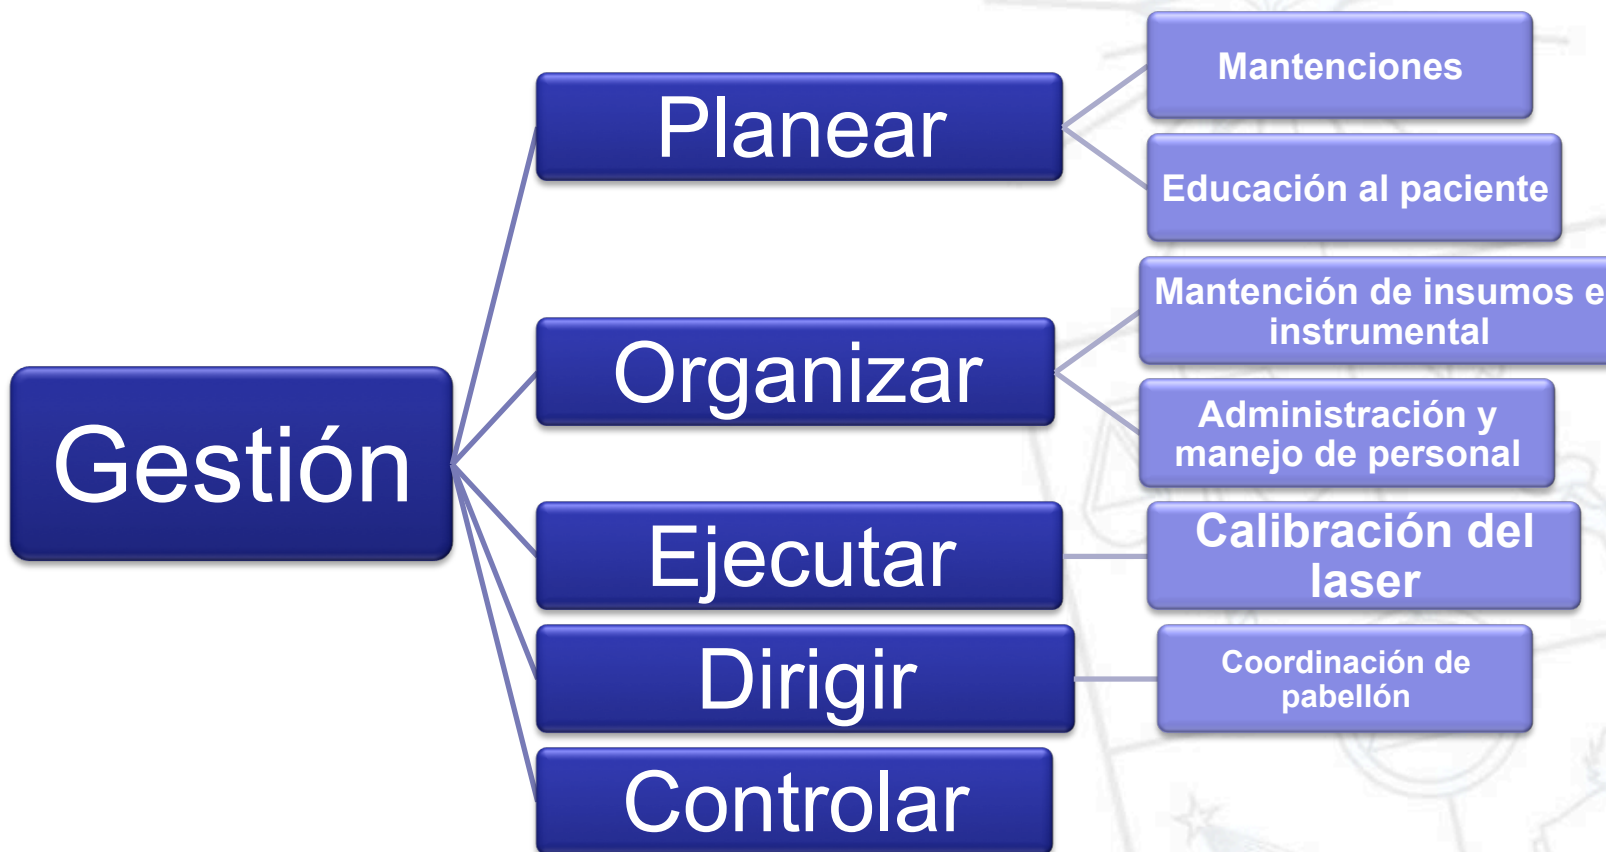 Gestión
Planear
Mantenciones
Educación al paciente
Organizar
Mantención de insumos e
instrumental
Administración y
manejo de personal
Ejecutar
Calibración del
laser
Dirigir
Coordinación de
pabellón
Controlar